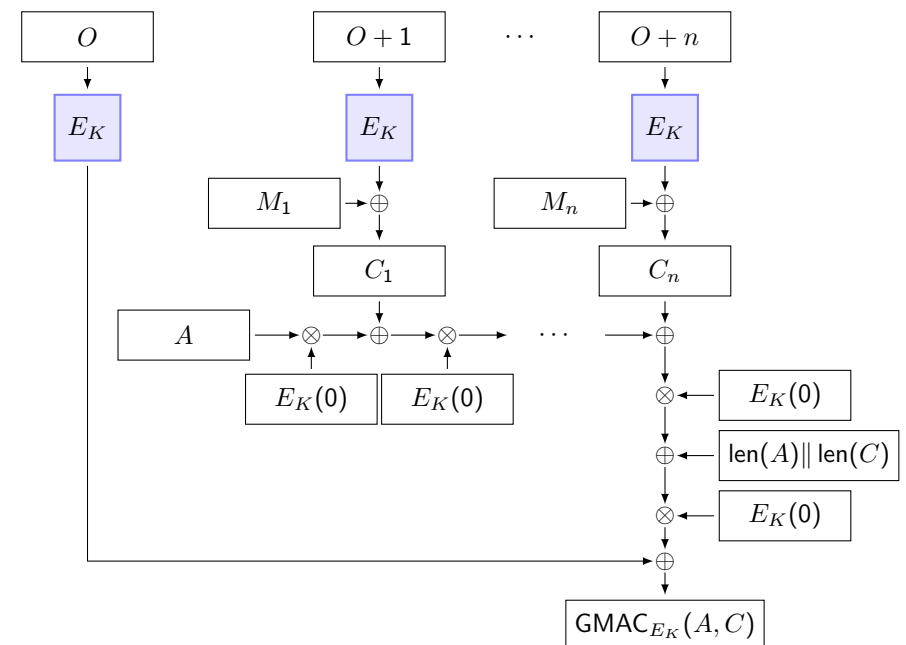 O O + 1 ⋯ O + n
E_K E_K E_K
M_1 ⊕ M_n ⊕
C_1 C_n
A ⊗ ⊕ ⊗ ⋯ ⊕
E_K(0) E_K(0) ⊗ E_K(0)
⊕ len(A)‖ len(C)
⊗ E_K(0)
⊕
GMAC_{E_K}(A, C)